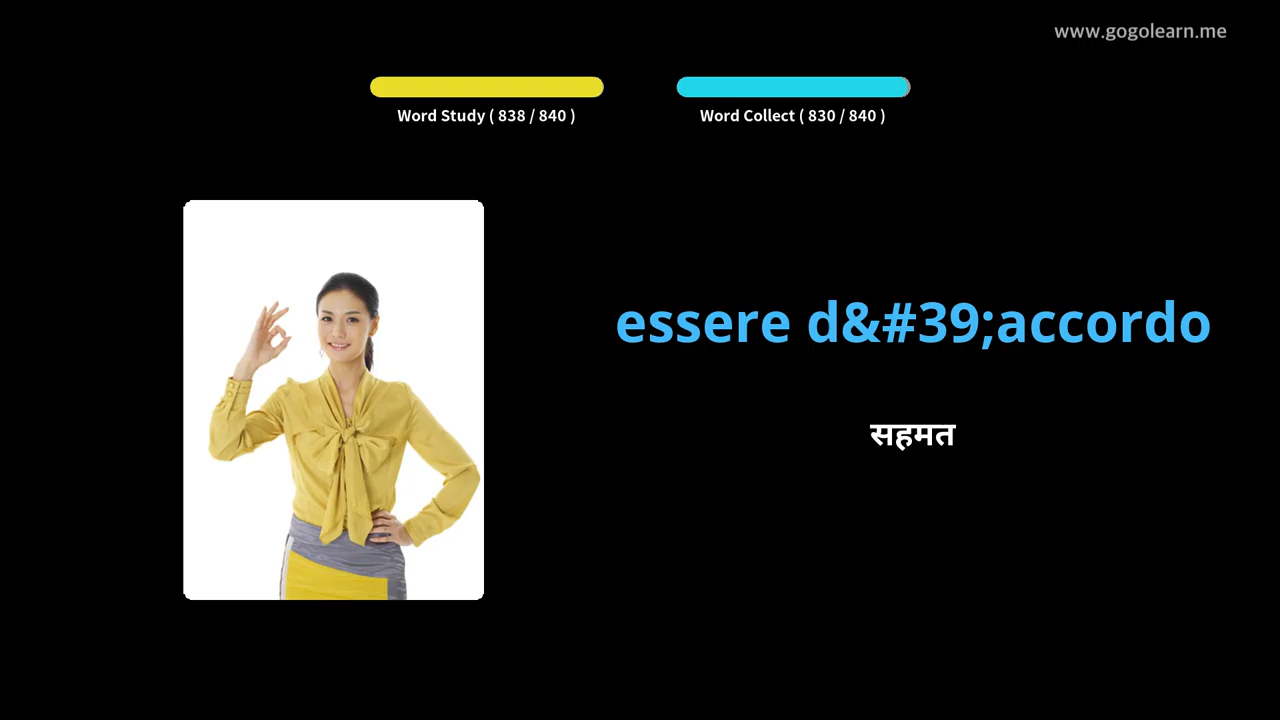 www.gogolearn.me
Word Study ( 838 / 840 )
Word Collect ( 830 / 840 )
essere d&#39;accordo
सहमत